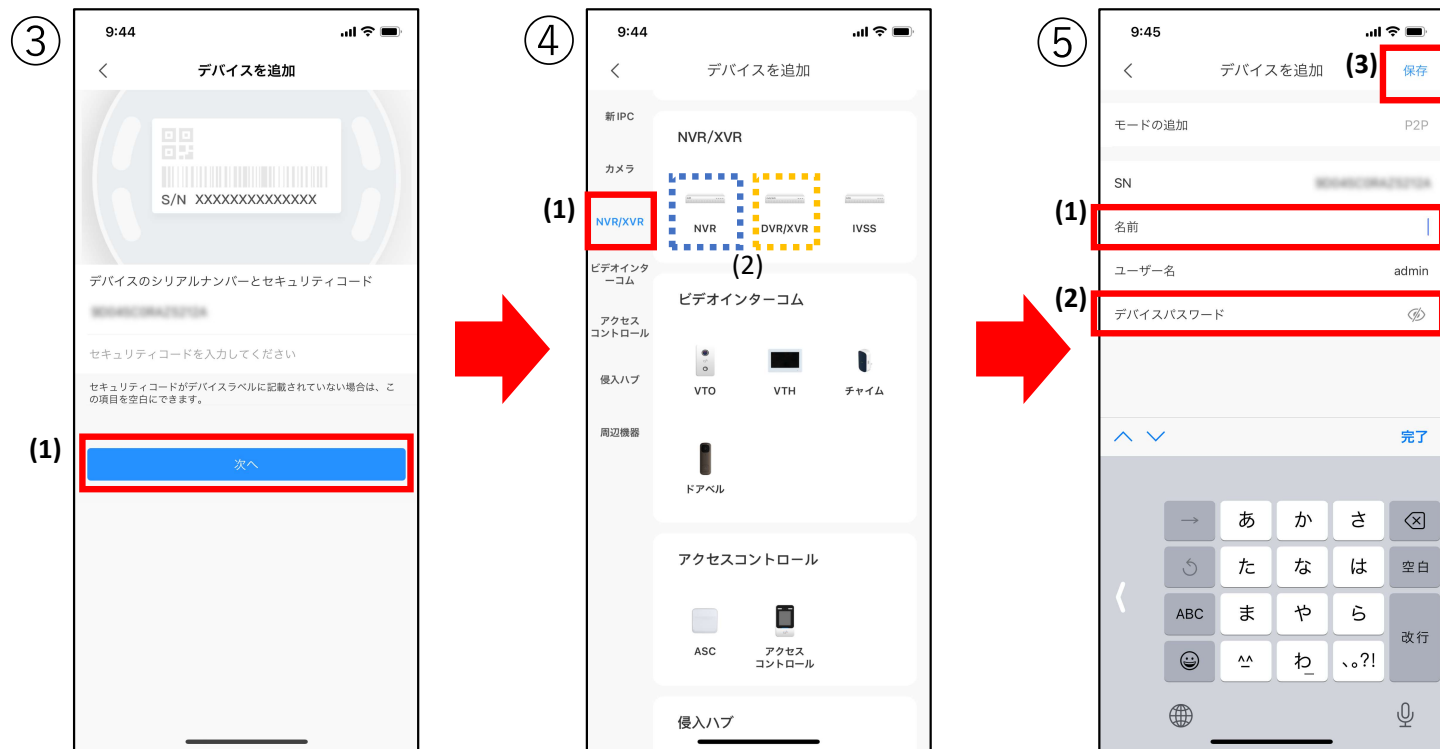 ③
9:44
デバイスを追加
S/N XXXXXXXXXXXXXX
デバイスのシリアルナンバーとセキュリティコード
セキュリティコードを入力してください
セキュリティコードがデバイスラベルに記載されていない場合は、こ
の項目を空白にできます。
(1)
次へ
④
9:44
デバイスを追加
新IPC
カメラ
(1)
NVR/XVR
ビデオインタ
ーコム
アクセス
コントロール
侵入ハブ
周辺機器
NVR/XVR
NVR
DVR/XVR
IVSS
(2)
ビデオインターコム
VTO
VTH
チャイム
ドアベル
アクセスコントロール
ASC
アクセス
コントロール
侵入ハブ
⑤
9:45
デバイスを追加
(3)
保存
モードの追加
P2P
SN
(1)
名前
ユーザー名
admin
(2)
デバイスパスワード
完了
→ あ か さ
た な は 空白
ABC ま や ら
改行
^^ わ_ 、。?!